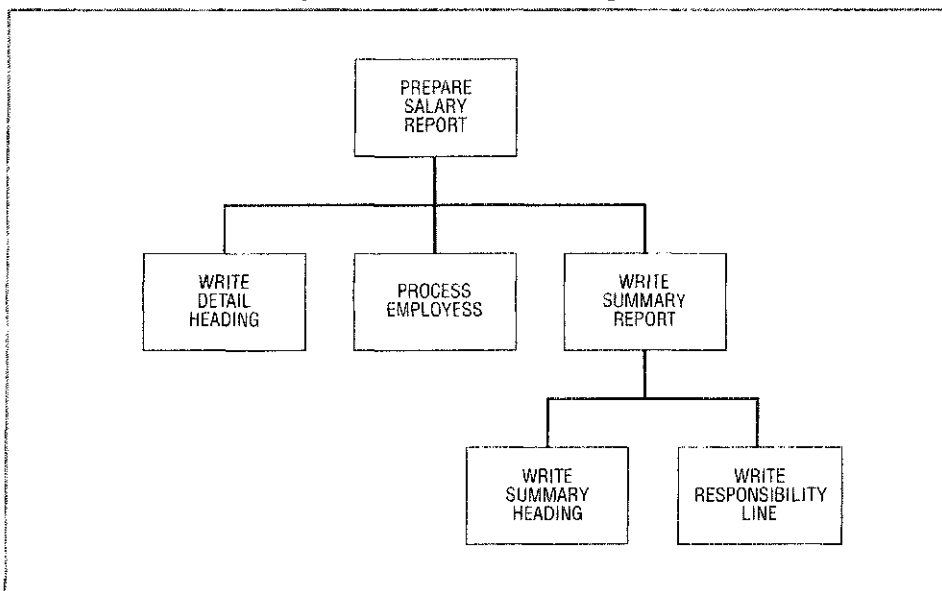 PREPARE
SALARY
REPORT
WRITE
DETAIL
HEADING
PROCESS
EMPLOYESS
WRITE
SUMMARY
REPORT
WRITE
SUMMARY
HEADING
WRITE
RESPONSIBILITY
LINE